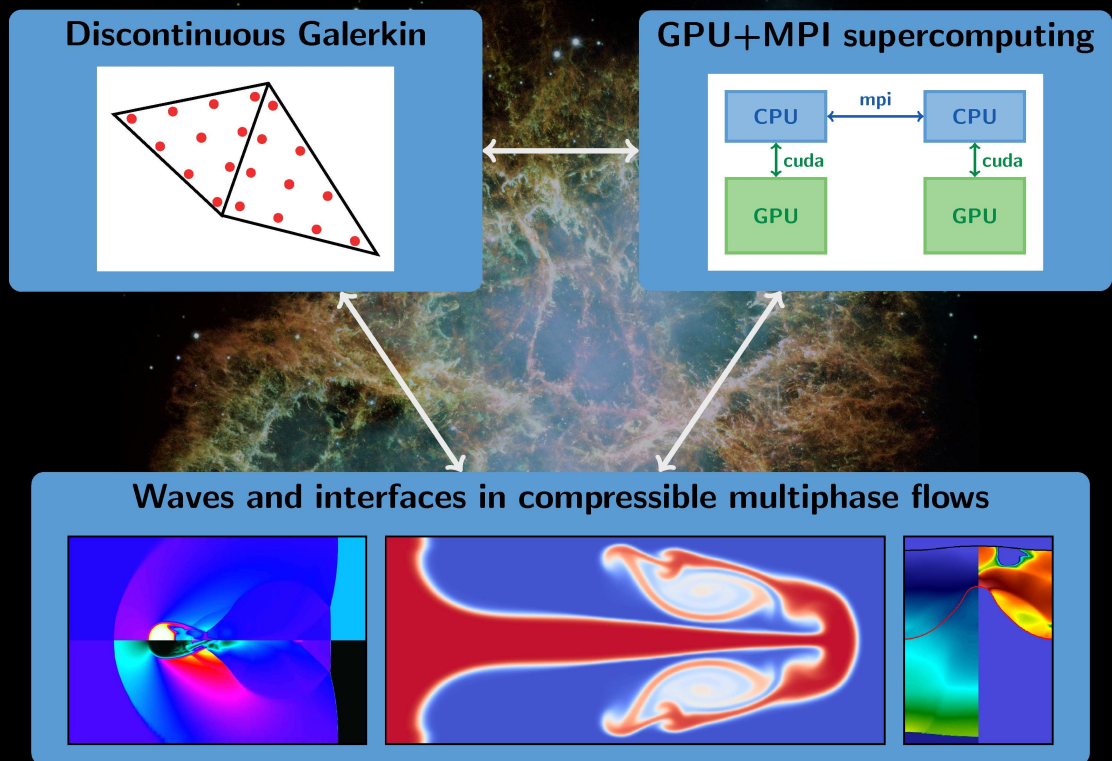 Discontinuous Galerkin
GPU+MPI supercomputing
CPU
mpi
CPU
cuda
cuda
GPU
GPU
Waves and interfaces in compressible multiphase flows